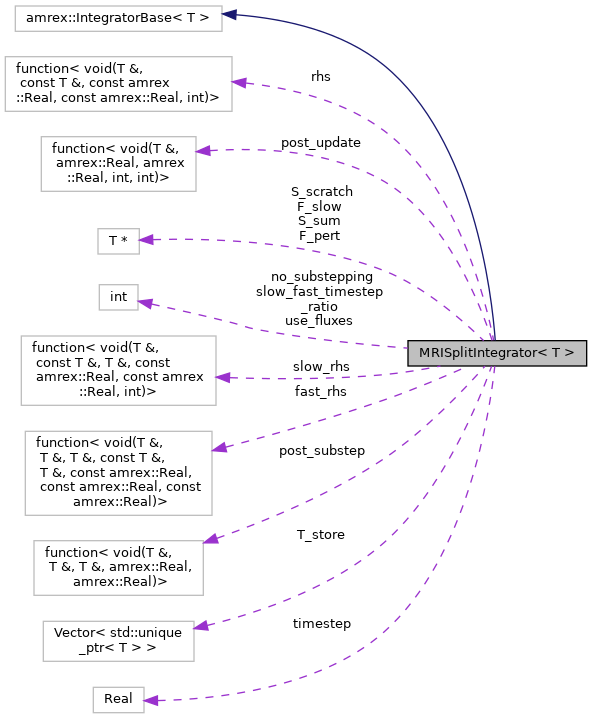 amrex::IntegratorBase< T >
function< void(T &,
const T &, const amrex
::Real, const amrex::Real, int)>
rhs
function< void(T &,
amrex::Real, amrex
::Real, int, int)>
post_update
T *
S_scratch
F_slow
S_sum
F_pert
int
no_substepping
slow_fast_timestep
_ratio
use_fluxes
MRISplitIntegrator< T >
function< void(T &,
const T &, T &, const
amrex::Real, const amrex
::Real, int)>
slow_rhs
fast_rhs
function< void(T &,
T &, T &, const T &,
T &, const amrex::Real,
const amrex::Real, const
amrex::Real)>
post_substep
function< void(T &,
T &, T &, amrex::Real,
amrex::Real)>
T_store
Vector< std::unique
_ptr< T > >
timestep
Real